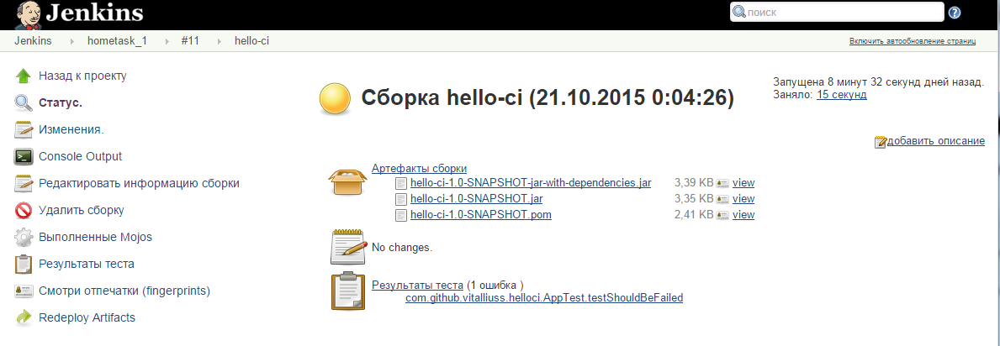 Jenkins
поиск
Jenkins hometask_1 #11 hello-ci
Включить автообновление страниц
Назад к проекту
Статус.
Изменения.
Console Output
Редактировать информацию сборки
Удалить сборку
Выполненные Mojos
Результаты теста
Смотри отпечатки (fingerprints)
Redeploy Artifacts
Сборка hello-ci (21.10.2015 0:04:26)
Запущена 8 минут 32 секунд дней назад.
Заняло: 15 секунд
добавить описание
Артефакты сборки
hello-ci-1.0-SNAPSHOT-jar-with-dependencies.jar 3,39 KB view
hello-ci-1.0-SNAPSHOT.jar 3,35 KB view
hello-ci-1.0-SNAPSHOT.pom 2,41 KB view
No changes.
Результаты теста (1 ошибка )
com.github.vitalliuss.helloci.AppTest.testShouldBeFailed